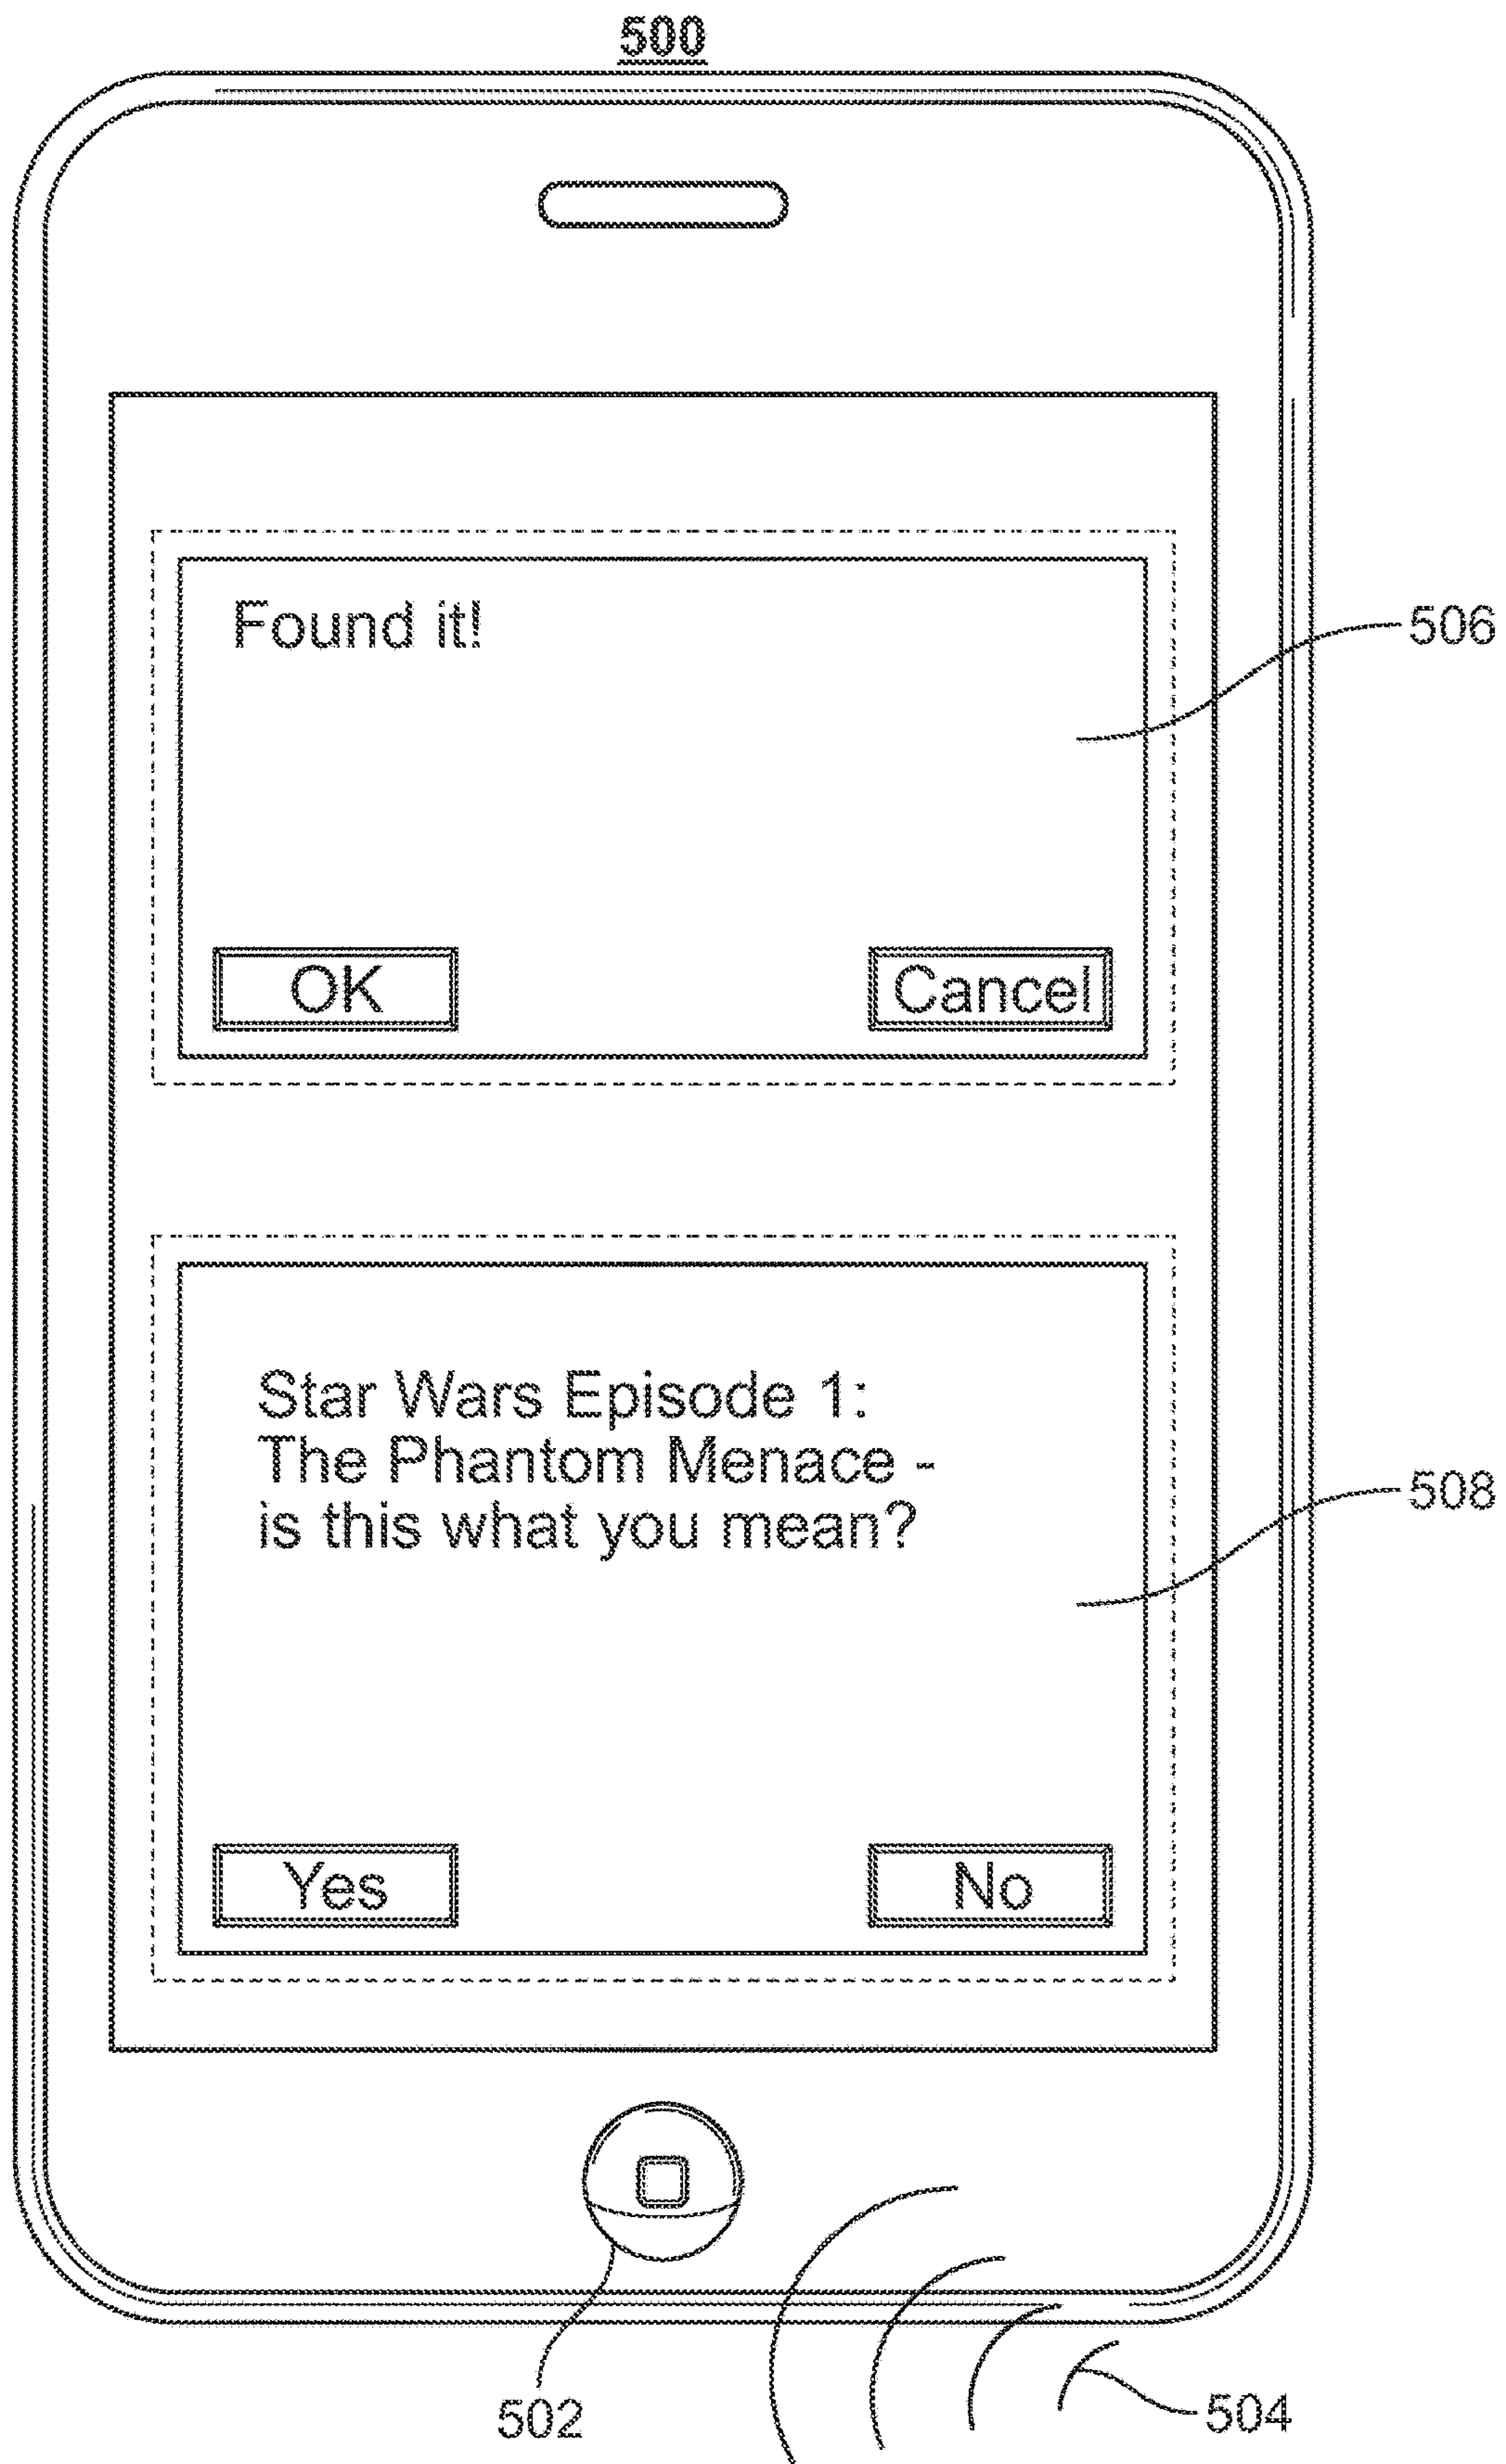 500
Found it!
506
OK
Cancel
Star Wars Episode 1:
The Phantom Menace -
is this what you mean?
508
Yes
No
502
504